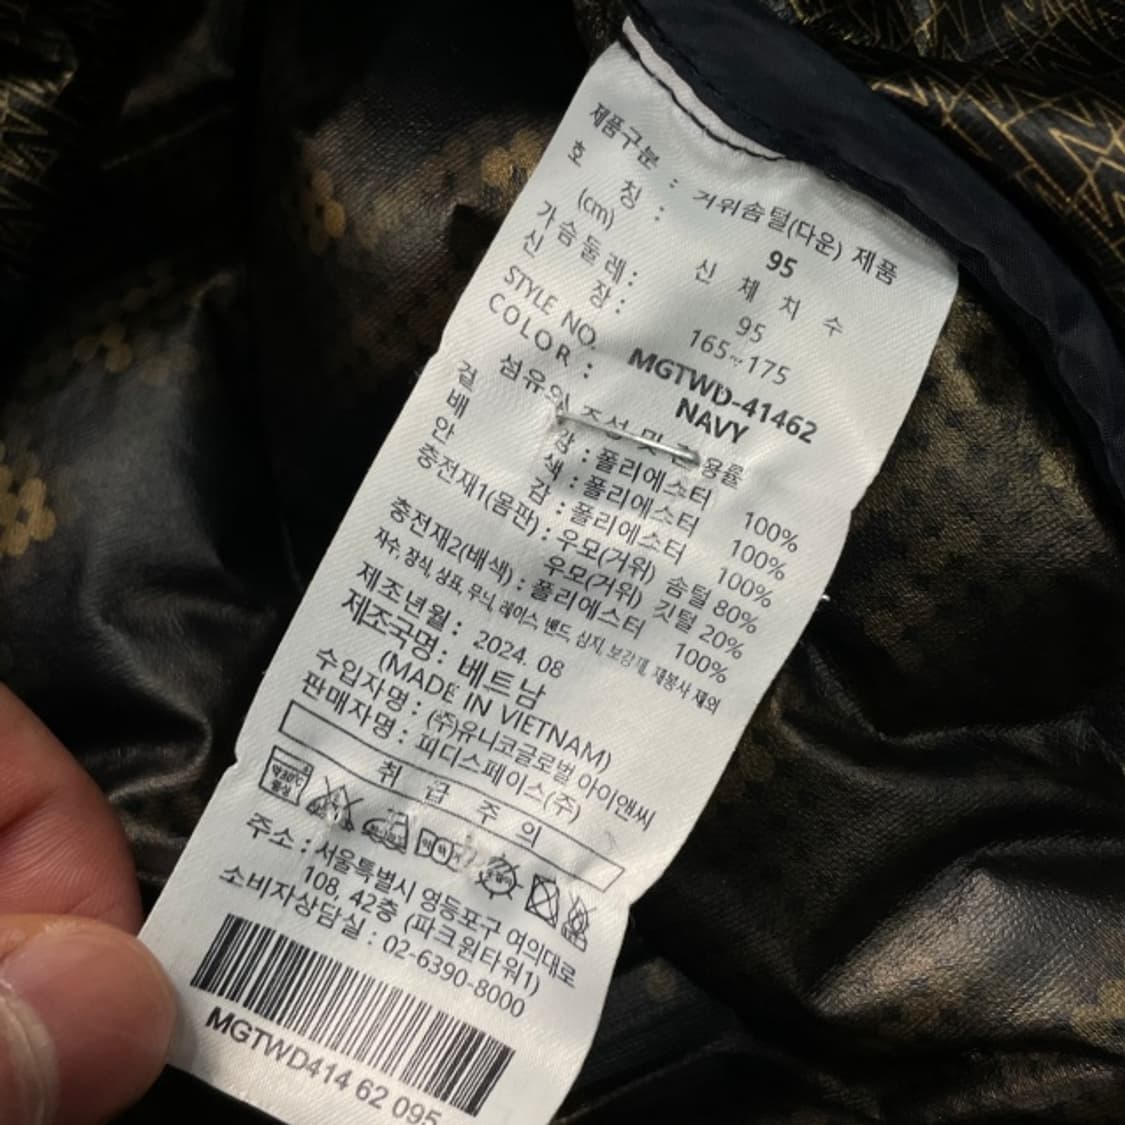 제품구분 : 거위솜털(다운) 제품
호 칭 : 95
(cm) 신 체 치 수
가슴둘레 : 95
신 장 : 165~175
STYLE NO. MGTWD-41462
COLOR : NAVY
섬유의 조성 및 혼용률
겉 감 : 폴리에스터 100%
배 색 : 폴리에스터 100%
안 감 : 폴리에스터 100%
충전재1(몸판) : 우모(거위) 솜털 80%
우모(거위) 깃털 20%
충전재2(배색) : 폴리에스터 100%
자수, 장식, 상표, 무늬, 레이스, 밴드, 심지, 보강재, 재봉사 제외
제조년월 : 2024. 08
제조국명 : 베트남
(MADE IN VIETNAM)
수입자명 : (주)유니코글로벌 아이앤씨
판매자명 : 피디스페이스(주)
취 급 주 의
주소 : 서울특별시 영등포구 여의대로
108, 42층 (파크원타워1)
소비자상담실 : 02-6390-8000
MGTWD414 62 095